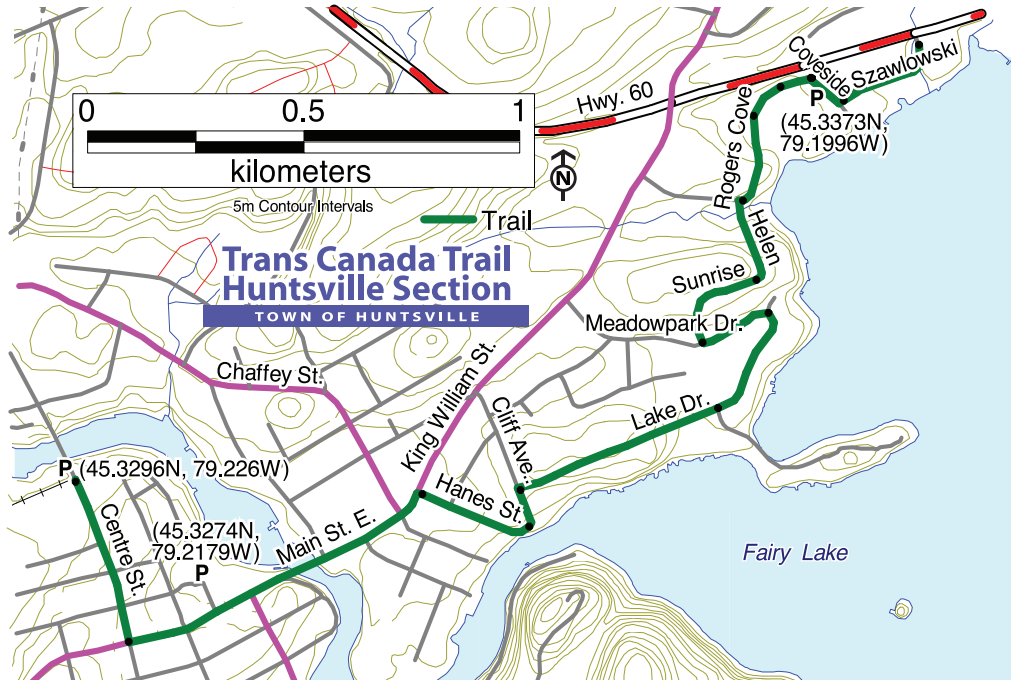 0 0.5 1
kilometers
5m Contour Intervals
N
Trail
Trans Canada Trail
Huntsville Section
TOWN OF HUNTSVILLE
Hwy. 60
Coveside
Szawlowski
P
(45.3373N,
79.1996W)
Rogers Cove
Helen
Sunrise
Meadowpark Dr.
Chaffey St.
King William St.
Cliff Ave..
Lake Dr.
Hanes St.
P (45.3296N, 79.226W)
Centre St.
(45.3274N,
79.2179W)
P
Main St. E.
Fairy Lake